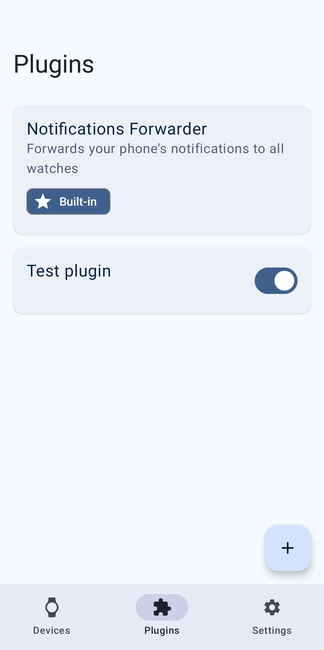 Plugins
Notifications Forwarder
Forwards your phone's notifications to all
watches
Built-in
Test plugin
Devices
Plugins
Settings